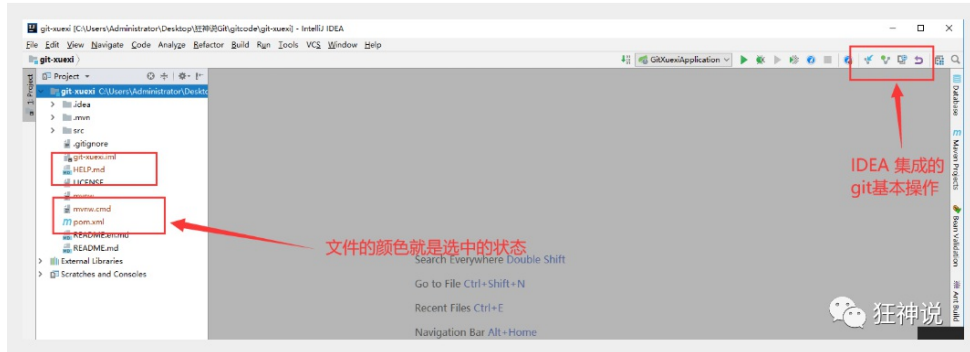 git-xuexi [C:\Users\Administrator\Desktop\狂神说Git\gitcode\git-xuexi] - IntelliJ IDEA
File Edit View Navigate Code Analyze Refactor Build Run Tools VCS Window Help
git-xuexi
GitXuexiApplication
Project
1: Project
git-xuexi C:\Users\Administrator\Deskto
.idea
.mvn
src
.gitignore
git-xuexi.iml
HELP.md
LICENSE
mvnw
mvnw.cmd
pom.xml
README.en.md
README.md
External Libraries
Scratches and Consoles
IDEA 集成的
git基本操作
文件的颜色就是选中的状态
Search Everywhere Double Shift
Go to File Ctrl+Shift+N
Recent Files Ctrl+E
Navigation Bar Alt+Home
Database
Maven Projects
Bean Validation
Ant Build
狂神说